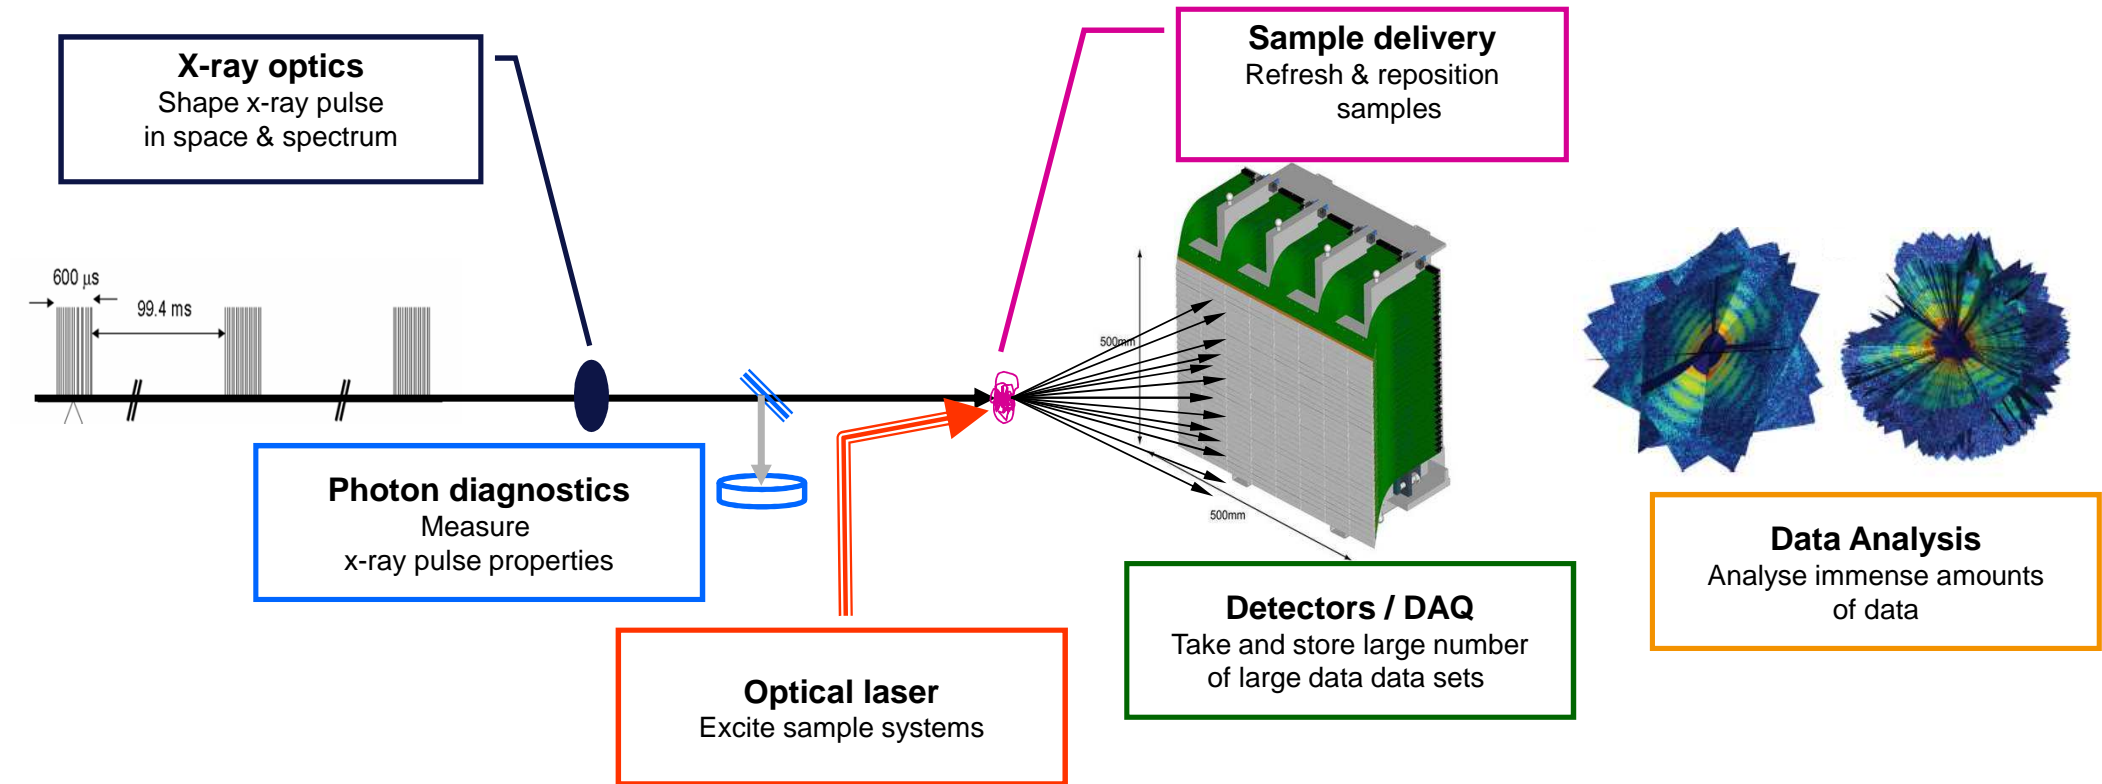 X-ray optics
Shape x-ray pulse
in space & spectrum
Sample delivery
Refresh & reposition
samples
600 μs
99.4 ms
500mm
500mm
Photon diagnostics
Measure
x-ray pulse properties
Optical laser
Excite sample systems
Detectors / DAQ
Take and store large number
of large data data sets
Data Analysis
Analyse immense amounts
of data